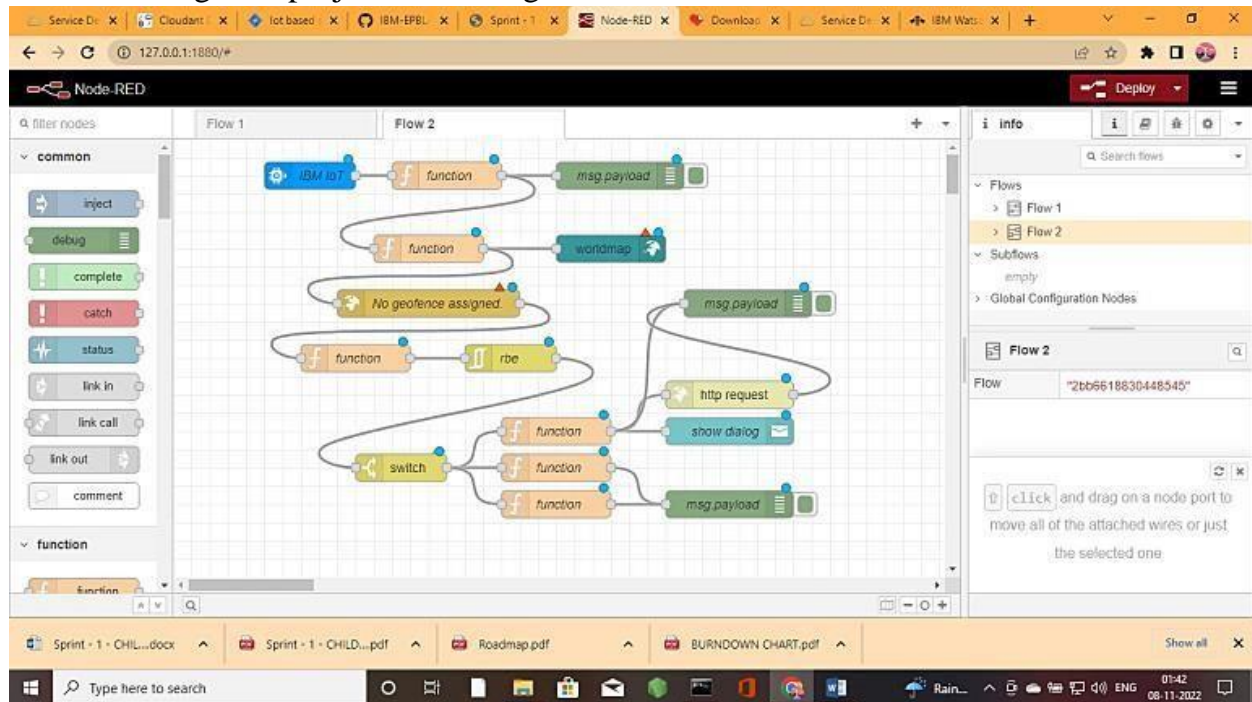 Service De
Cloudant
Iot based
IBM-EPBL
Sprint - 1
Node-RED
Downloac
Service De
IBM Wats
127.0.0.1:1880/#
Node-RED
Deploy
filter nodes
Flow 1
Flow 2
i info
Search flows
common
inject
debug
complete
catch
status
link in
link call
link out
comment
function
function
IBM IoT
function
msg.payload
function
worldmap
No geofence assigned.
msg.payload
function
rbe
http request
function
show dialog
switch
function
function
msg.payload
Flows
Flow 1
Flow 2
Subflows
empty
Global Configuration Nodes
Flow 2
Flow
"2bb6618830448545"
click and drag on a node port to
move all of the attached wires or just
the selected one
Sprint - 1 - CHIL....docx
Sprint - 1 - CHILD....pdf
Roadmap.pdf
BURNDOWN CHART.pdf
Show all
Type here to search
Rain...
ENG
01:42
08-11-2022